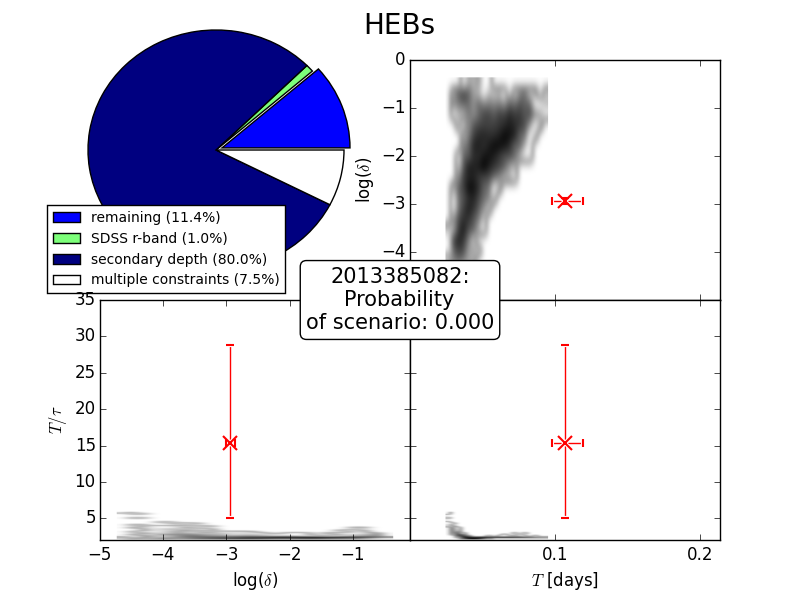 HEBs
remaining (11.4%)
SDSS r-band (1.0%)
secondary depth (80.0%)
multiple constraints (7.5%)
0
−1
−2
−3
−4
log(δ)
2013385082:
Probability
of scenario: 0.000
35
30
25
20
15
10
5
T/τ
−5 −4 −3 −2 −1
log(δ)
0.1 0.2
T [days]